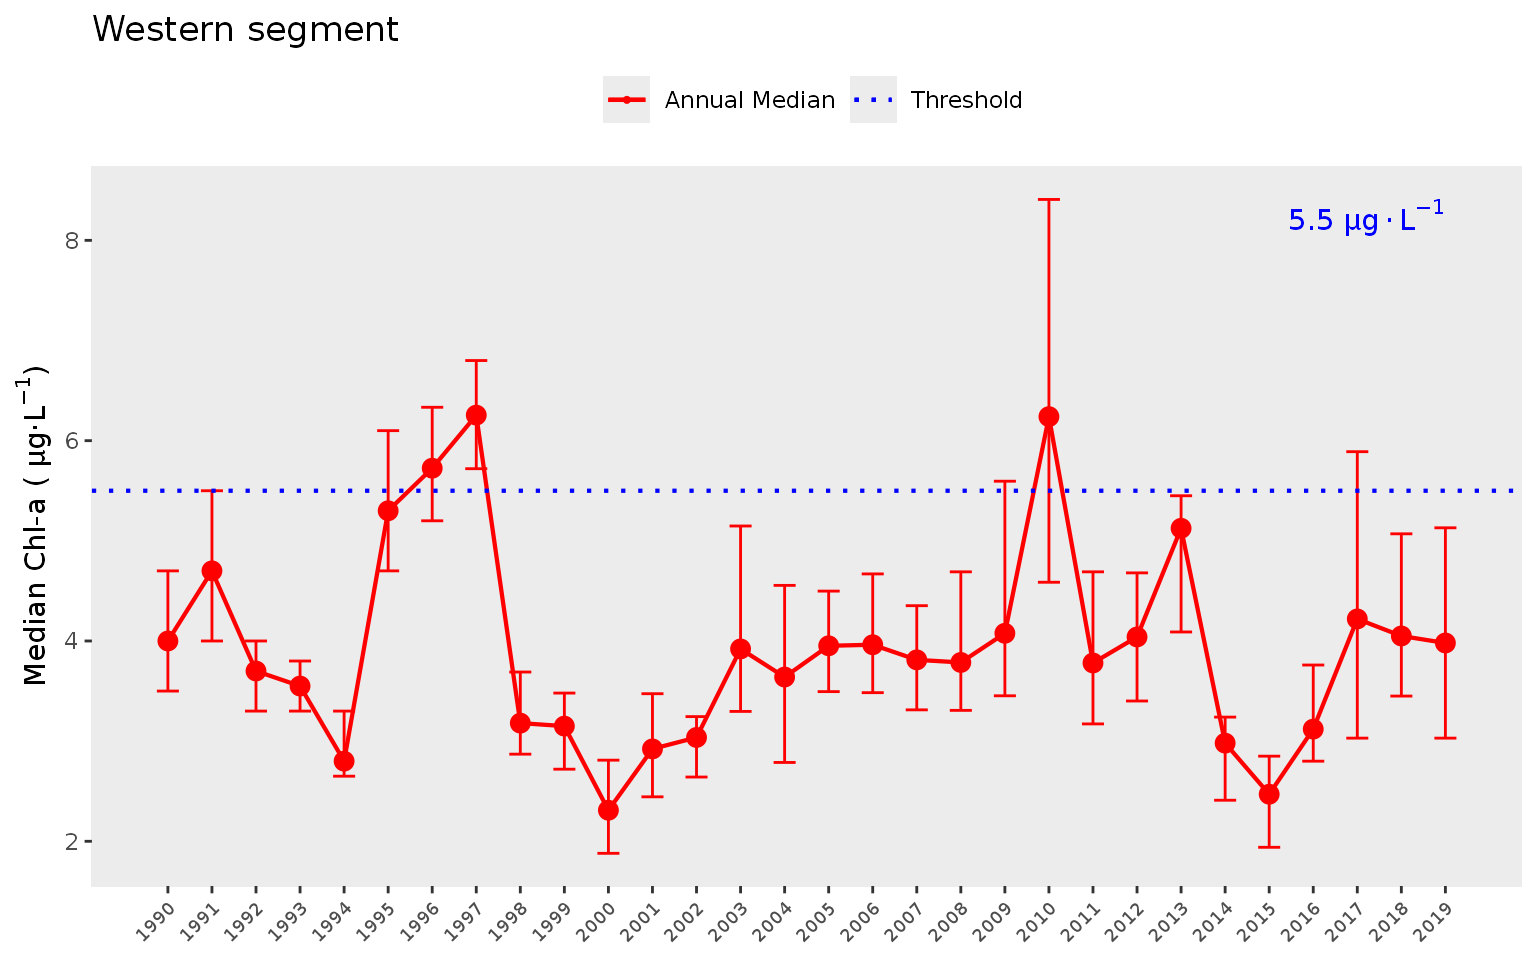 Western segment
Annual Median
Threshold
5.5 µg·L⁻¹
Median Chl-a ( µg·L⁻¹)
8
6
4
2
1990 1991 1992 1993 1994 1995 1996 1997 1998 1999 2000 2001 2002 2003 2004 2005 2006 2007 2008 2009 2010 2011 2012 2013 2014 2015 2016 2017 2018 2019